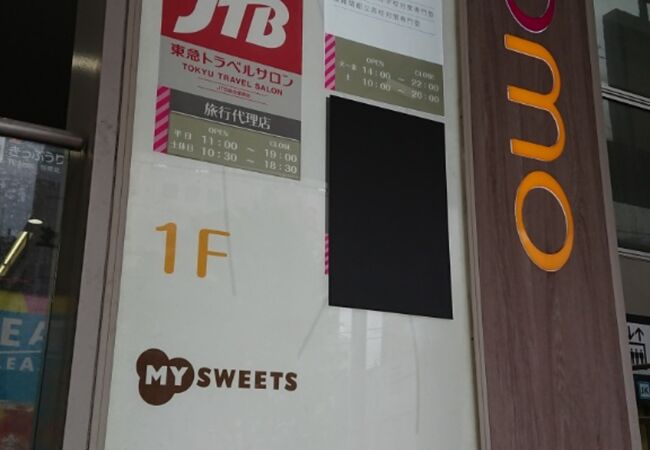 JTB
東急トラベルサロン
TOKYU TRAVEL SALON
旅行代理店
OPEN CLOSE
平日 11:00 ～ 19:00
土休日 10:30 ～ 18:30
OPEN CLOSE
14:00 ～ 22:00
土 10:00 ～ 20:00
1F
MY SWEETS
omo